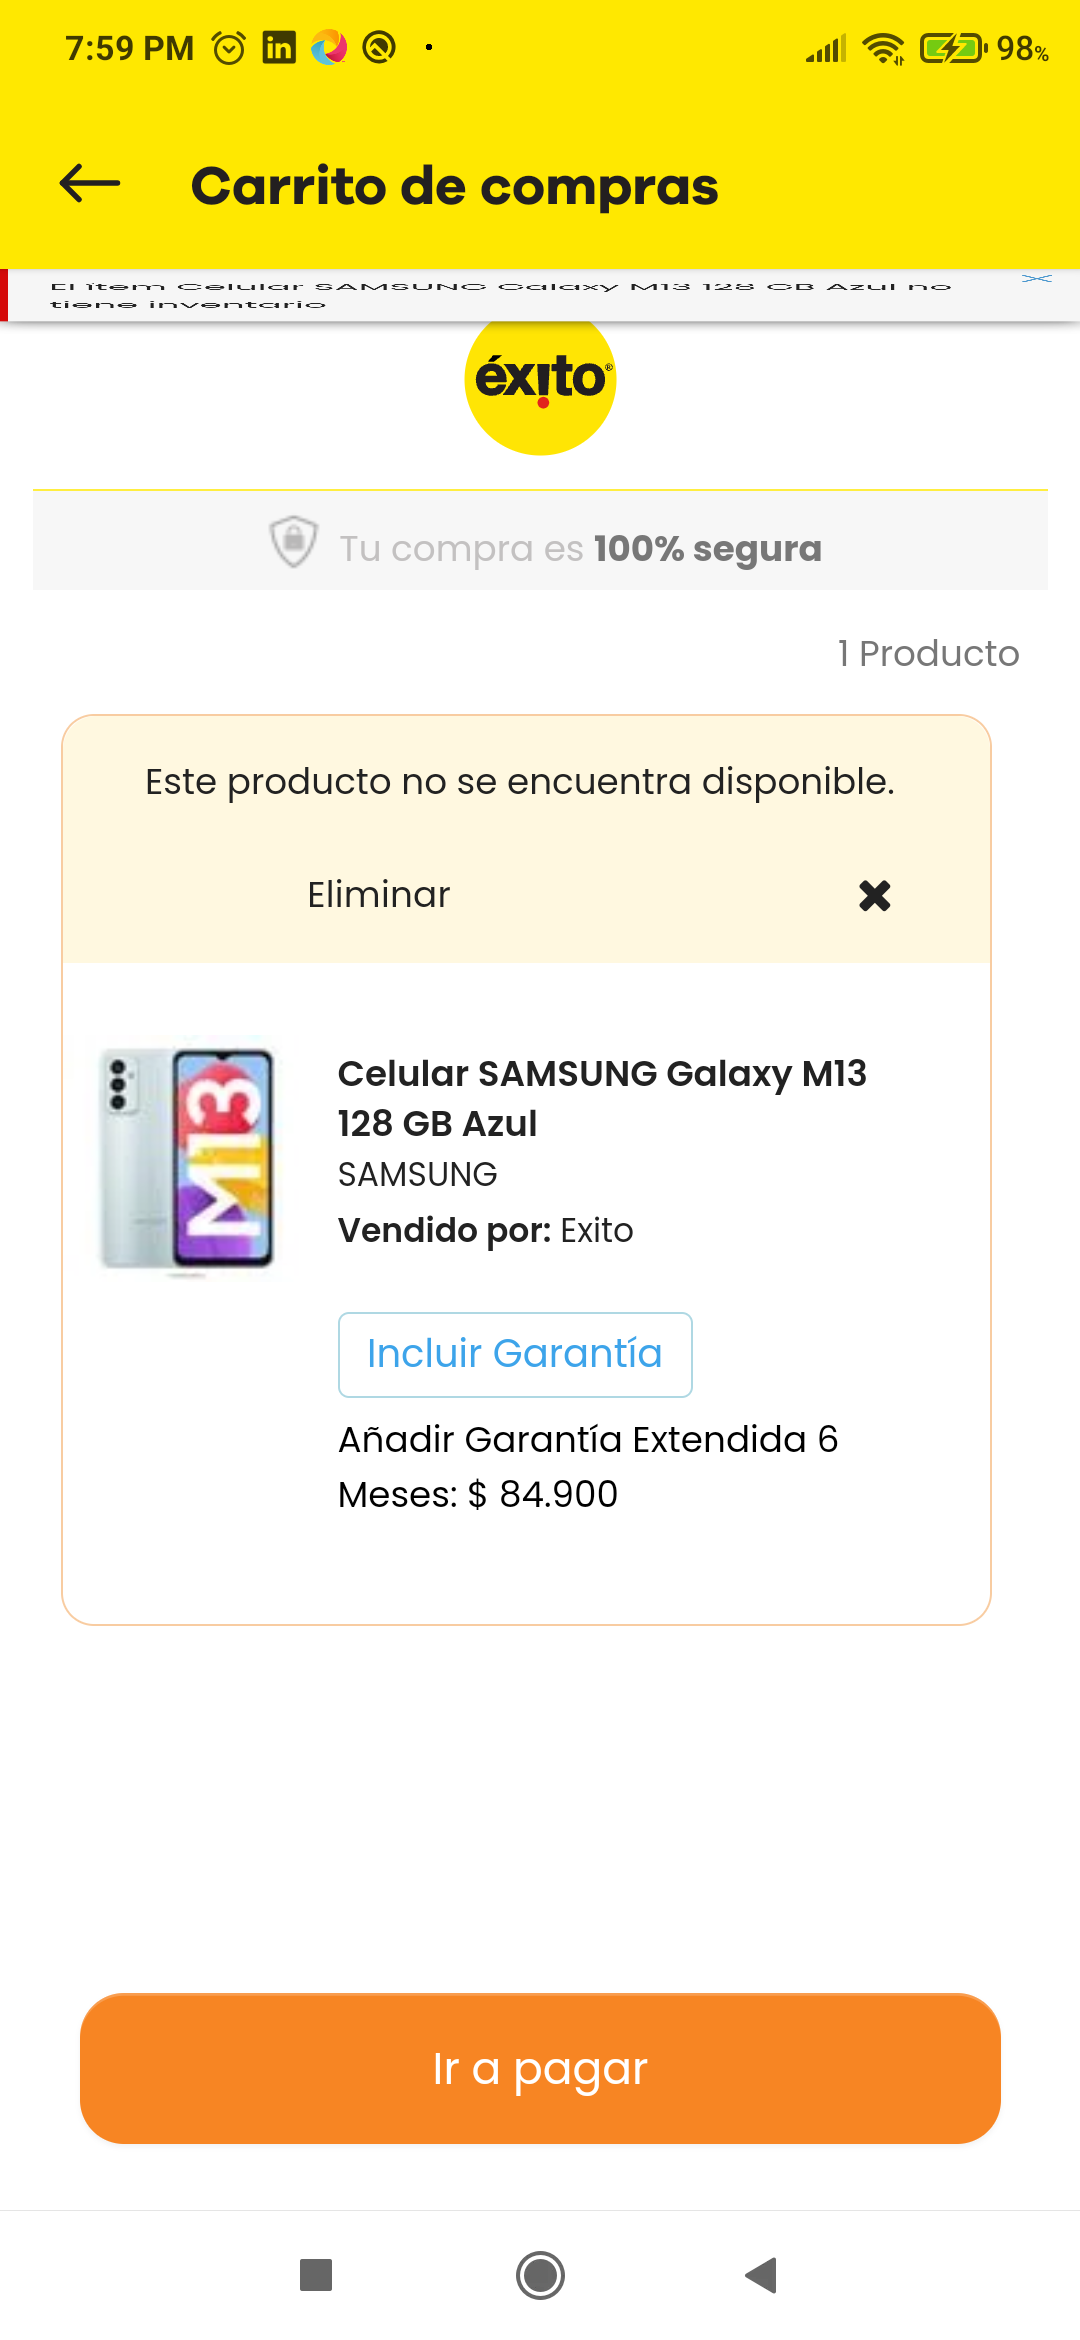 7:59 PM
98%
Carrito de compras
El ítem Celular SAMSUNG Galaxy M13 128 GB Azul no
tiene inventario
éxito®
Tu compra es 100% segura
1 Producto
Este producto no se encuentra disponible.
Eliminar
M13
Celular SAMSUNG Galaxy M13
128 GB Azul
SAMSUNG
Vendido por: Exito
Incluir Garantía
Añadir Garantía Extendida 6
Meses: $ 84.900
Ir a pagar